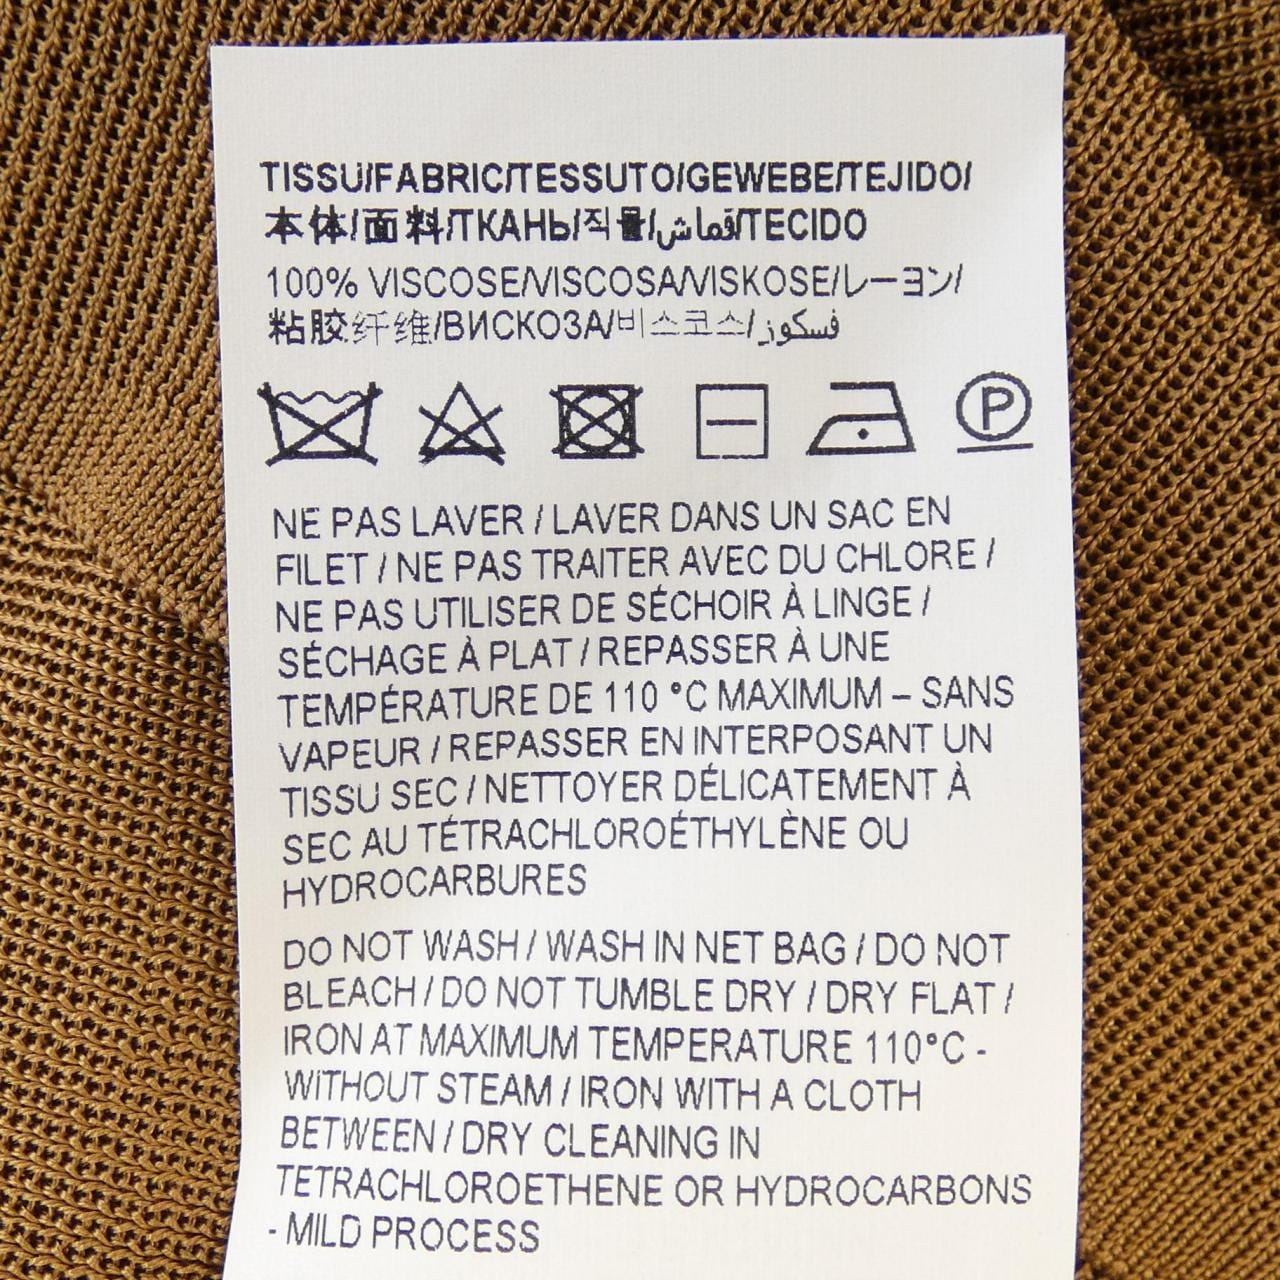 TISSU/FABRIC/TESSUTO/GEWEBE/TEJIDO/
本体/面料/ТКАНЬ/직물/قماش/TECIDO
100% VISCOSE/VISCOSA/VISKOSE/レーヨン/
粘胶纤维/ВИСКОЗА/비스코스/فسكوز
P
NE PAS LAVER / LAVER DANS UN SAC EN
FILET / NE PAS TRAITER AVEC DU CHLORE /
NE PAS UTILISER DE SÉCHOIR À LINGE /
SÉCHAGE À PLAT / REPASSER À UNE
TEMPÉRATURE DE 110 °C MAXIMUM – SANS
VAPEUR / REPASSER EN INTERPOSANT UN
TISSU SEC / NETTOYER DÉLICATEMENT À
SEC AU TÉTRACHLOROÉTHYLÈNE OU
HYDROCARBURES
DO NOT WASH / WASH IN NET BAG / DO NOT
BLEACH / DO NOT TUMBLE DRY / DRY FLAT /
IRON AT MAXIMUM TEMPERATURE 110°C -
WITHOUT STEAM / IRON WITH A CLOTH
BETWEEN / DRY CLEANING IN
TETRACHLOROETHENE OR HYDROCARBONS
- MILD PROCESS